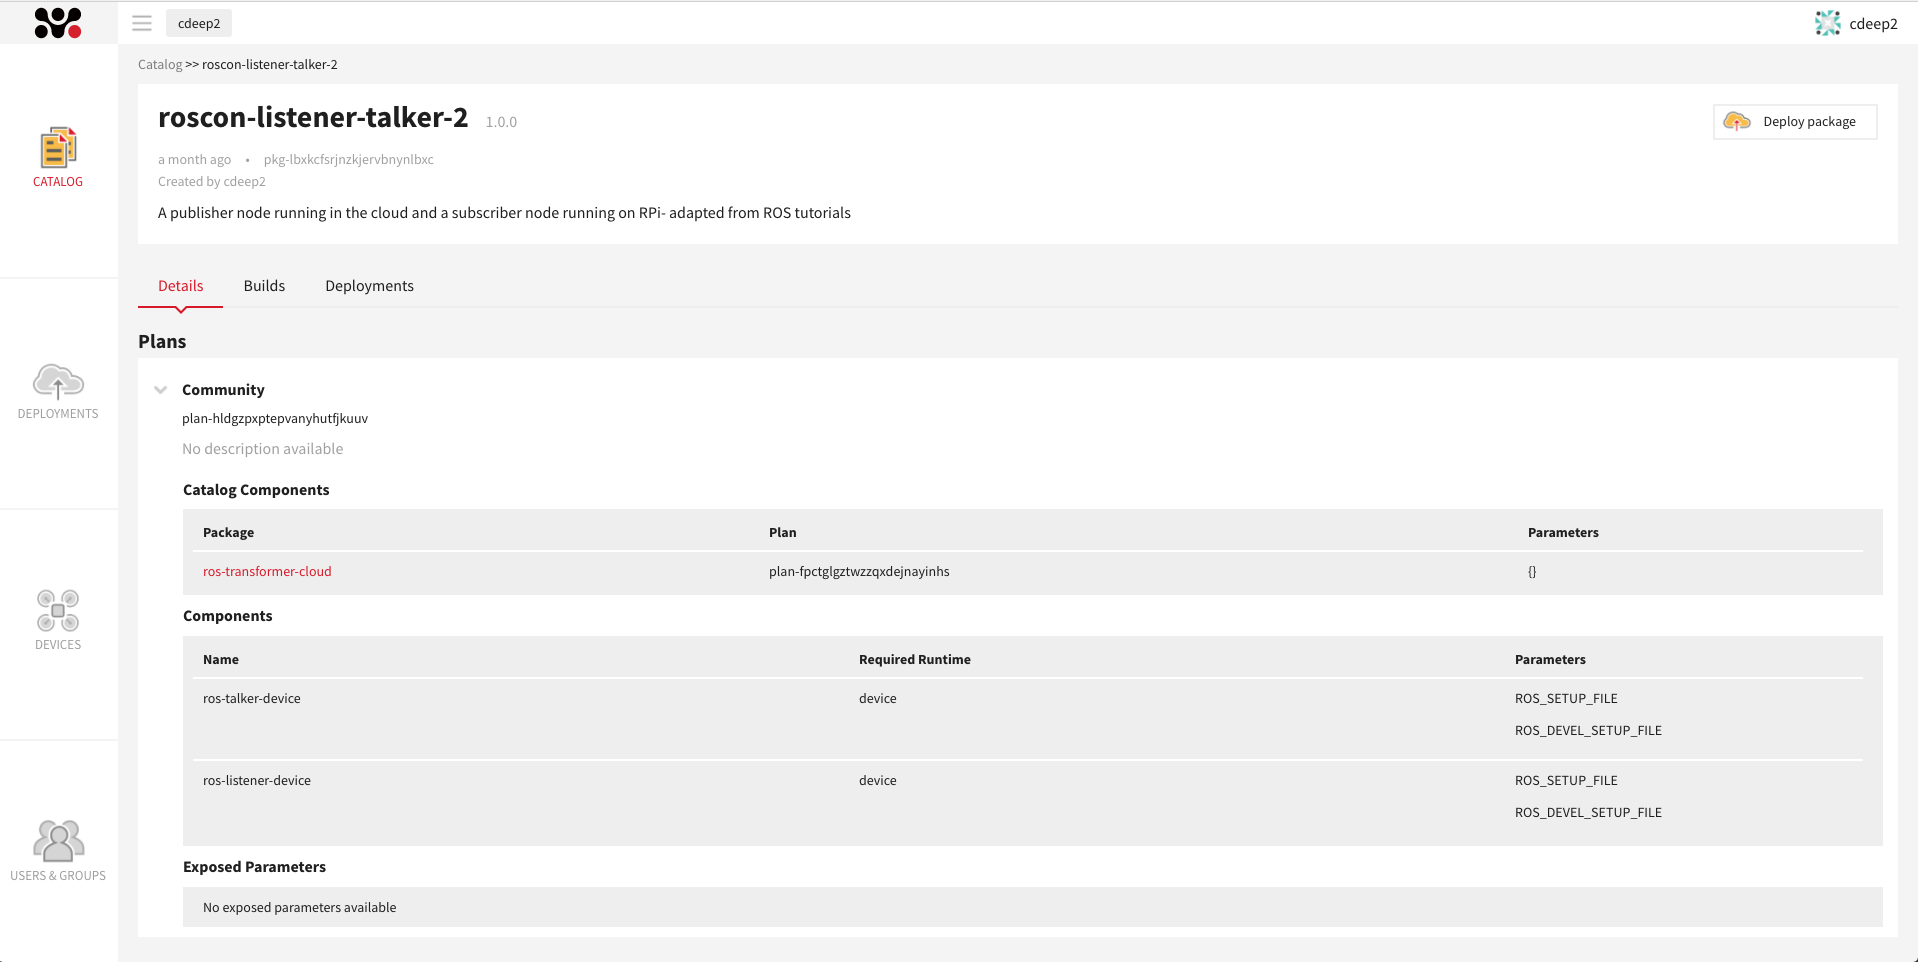 cdeep2
cdeep2
Catalog >> roscon-listener-talker-2
roscon-listener-talker-2 1.0.0
Deploy package
a month ago • pkg-lbxkcfsrjnzkjervbnynlbxc
Created by cdeep2
A publisher node running in the cloud and a subscriber node running on RPi- adapted from ROS tutorials
CATALOG
DEPLOYMENTS
DEVICES
USERS & GROUPS
Details Builds Deployments
Plans
Community
plan-hldgzpxptepvanyhutfjkuuv
No description available
Catalog Components
Package Plan Parameters
ros-transformer-cloud plan-fpctglgztwzzqxdejnayinhs {}
Components
Name Required Runtime Parameters
ros-talker-device device ROS_SETUP_FILE
ROS_DEVEL_SETUP_FILE
ros-listener-device device ROS_SETUP_FILE
ROS_DEVEL_SETUP_FILE
Exposed Parameters
No exposed parameters available